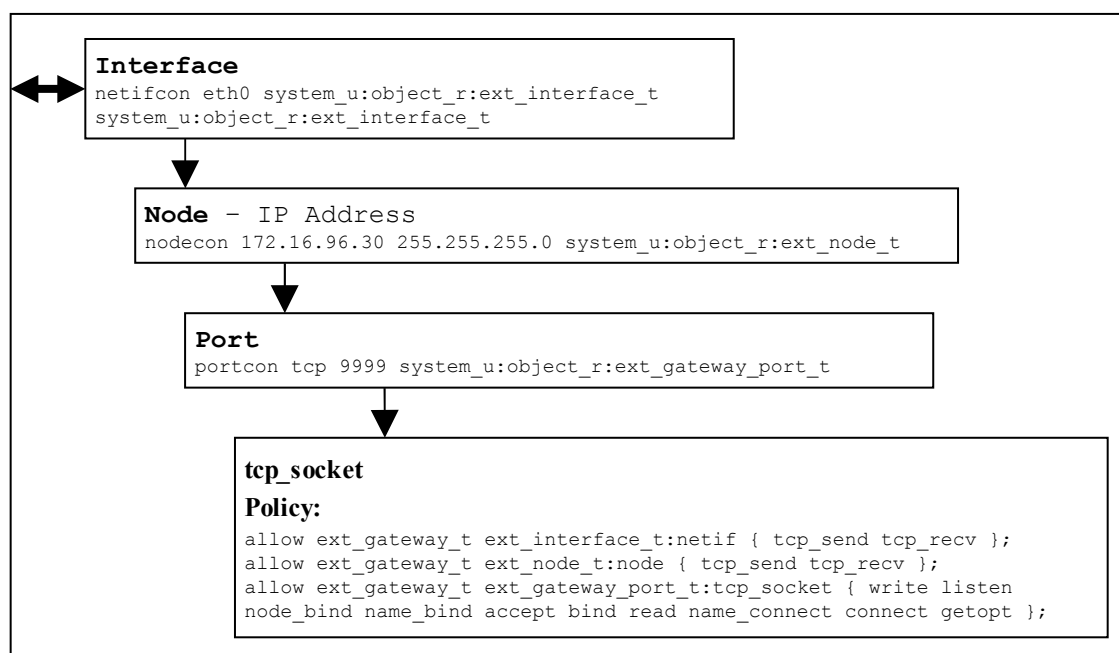 Interface
netifcon eth0 system_u:object_r:ext_interface_t
system_u:object_r:ext_interface_t
Node – IP Address
nodecon 172.16.96.30 255.255.255.0 system_u:object_r:ext_node_t
Port
portcon tcp 9999 system_u:object_r:ext_gateway_port_t
tcp_socket
Policy:
allow ext_gateway_t ext_interface_t:netif { tcp_send tcp_recv };
allow ext_gateway_t ext_node_t:node { tcp_send tcp_recv };
allow ext_gateway_t ext_gateway_port_t:tcp_socket { write listen
node_bind name_bind accept bind read name_connect connect getopt };